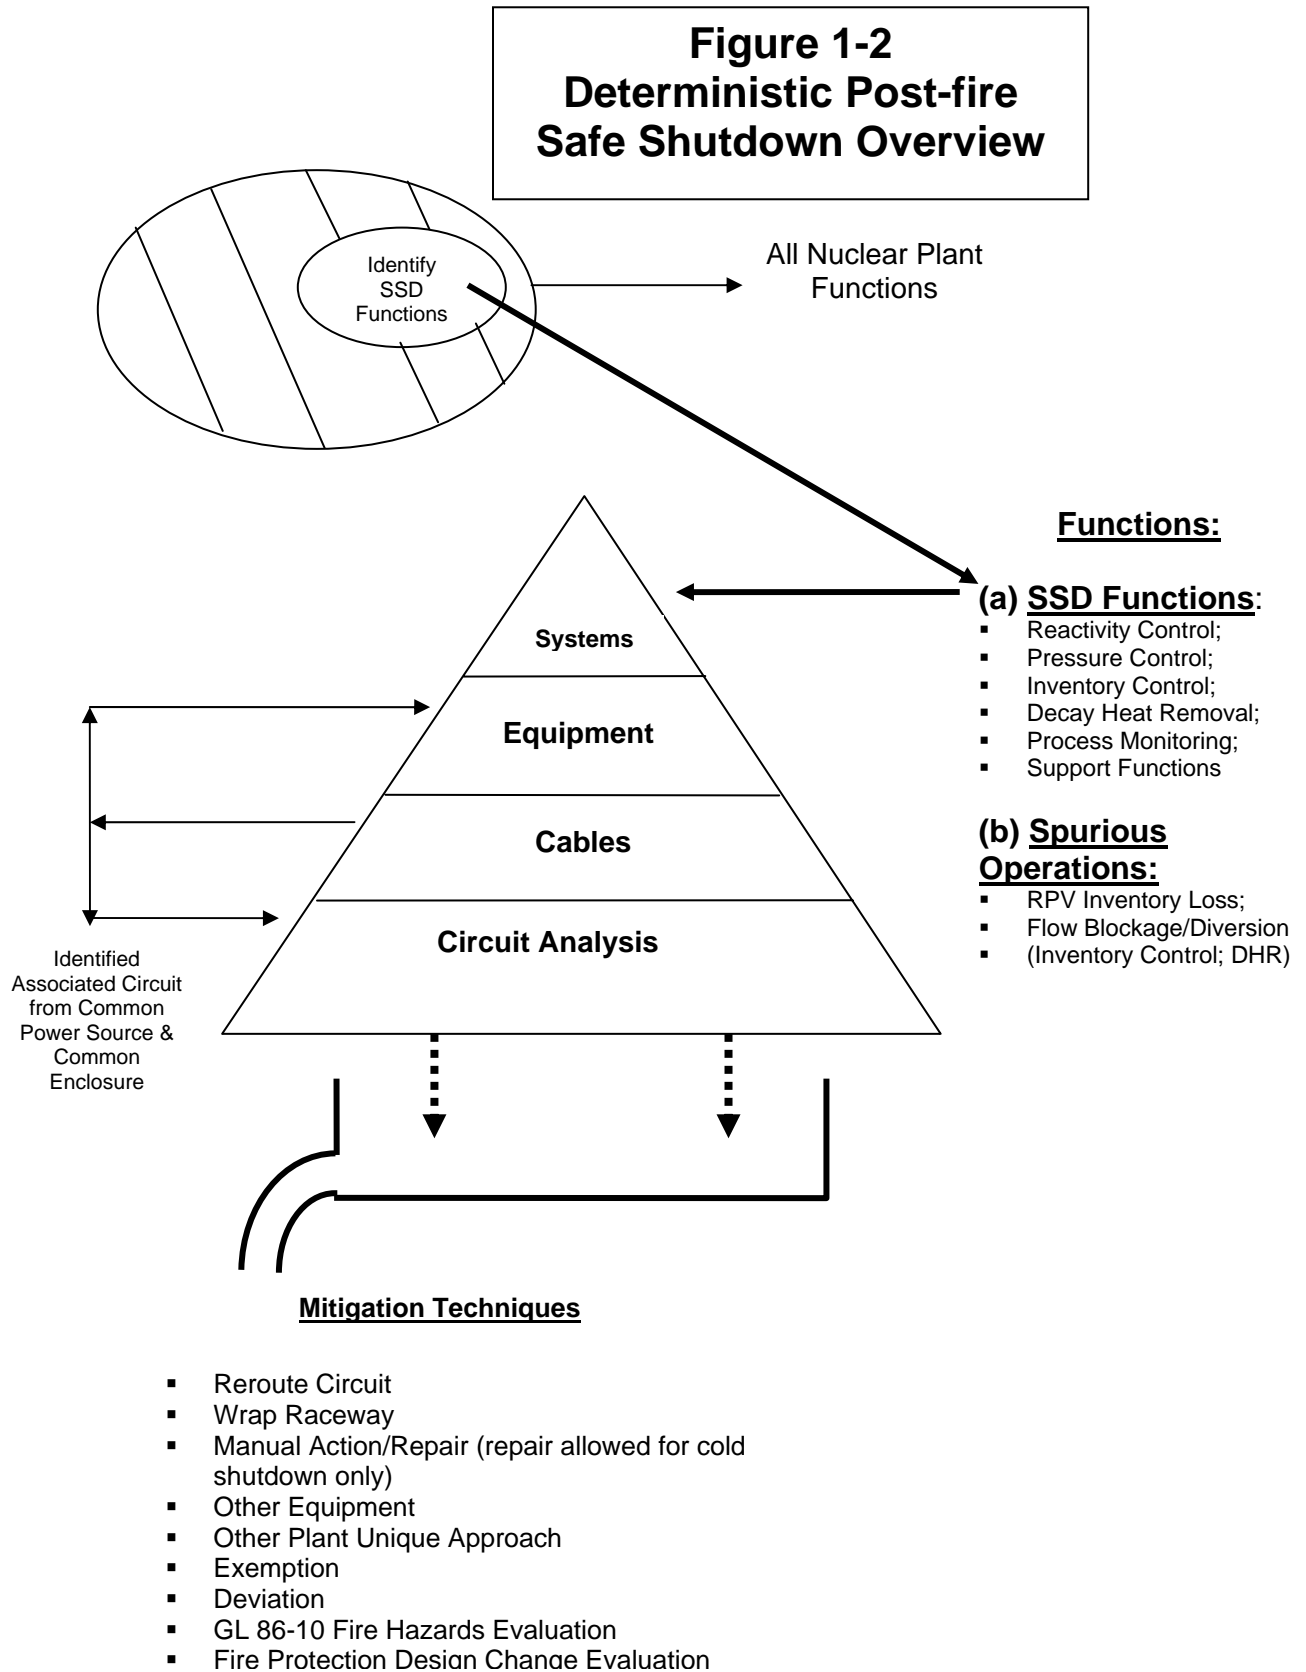 Figure 1-2
Deterministic Post-fire
Safe Shutdown Overview
Identify
SSD
Functions
All Nuclear Plant
Functions
Functions:
(a) SSD Functions:
▪ Reactivity Control;
▪ Pressure Control;
▪ Inventory Control;
▪ Decay Heat Removal;
▪ Process Monitoring;
▪ Support Functions
(b) Spurious
Operations:
▪ RPV Inventory Loss;
▪ Flow Blockage/Diversion
▪ (Inventory Control; DHR)
Systems
Equipment
Cables
Circuit Analysis
Identified
Associated Circuit
from Common
Power Source &
Common
Enclosure
Mitigation Techniques
▪ Reroute Circuit
▪ Wrap Raceway
▪ Manual Action/Repair (repair allowed for cold
shutdown only)
▪ Other Equipment
▪ Other Plant Unique Approach
▪ Exemption
▪ Deviation
▪ GL 86-10 Fire Hazards Evaluation
▪ Fire Protection Design Change Evaluation